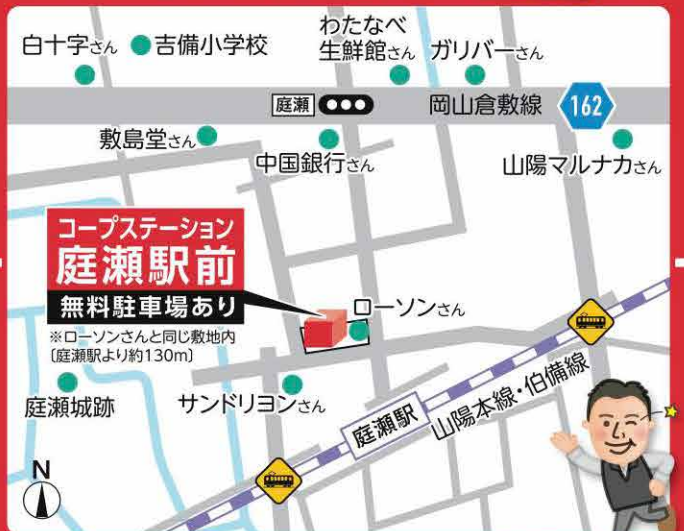 白十字さん
吉備小学校
わたなべ
生鮮館さん
ガリバーさん
庭瀬
岡山倉敷線
162
敷島堂さん
中国銀行さん
山陽マルナカさん
コープステーション
庭瀬駅前
無料駐車場あり
※ローソンさんと同じ敷地内
〔庭瀬駅より約130m〕
ローソンさん
庭瀬城跡
サンドリヨンさん
庭瀬駅
山陽本線・伯備線
N